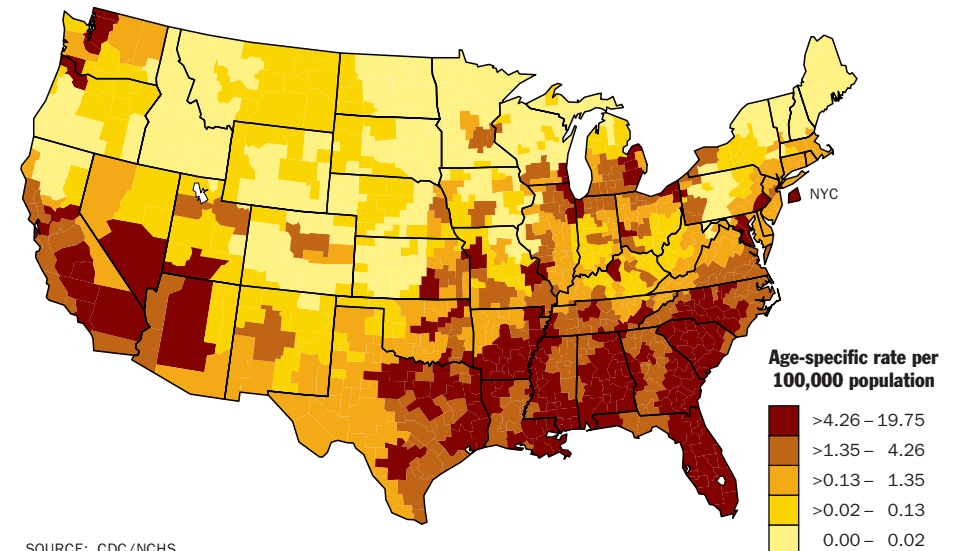 NYC
Age-specific rate per
100,000 population
>4.26 – 19.75
>1.35 – 4.26
>0.13 – 1.35
>0.02 – 0.13
0.00 – 0.02
SOURCE: CDC/NCHS